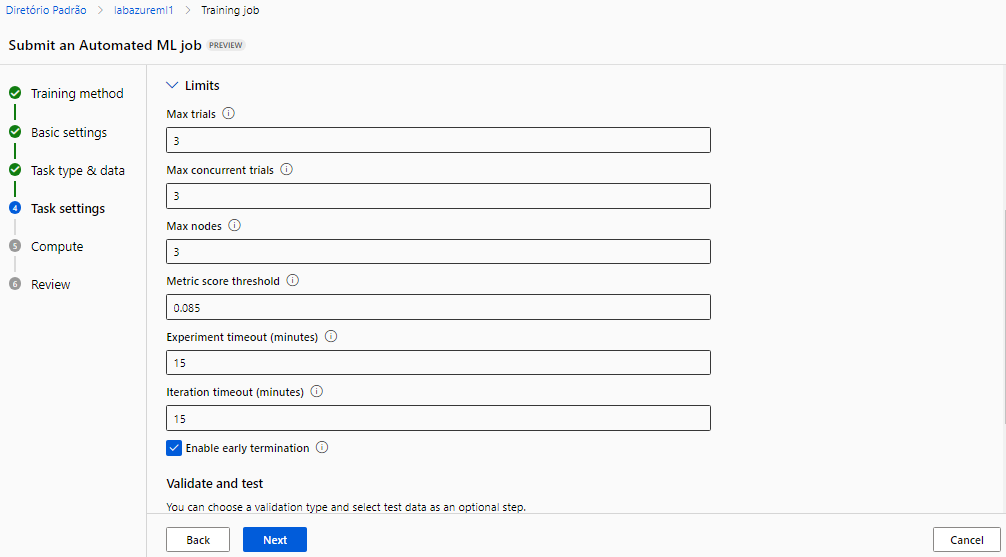 Diretório Padrão > labazureml1 > Training job
Submit an Automated ML job PREVIEW
Training method
Basic settings
Task type & data
4 Task settings
5 Compute
6 Review
Limits
Max trials
3
Max concurrent trials
3
Max nodes
3
Metric score threshold
0.085
Experiment timeout (minutes)
15
Iteration timeout (minutes)
15
Enable early termination
Validate and test
You can choose a validation type and select test data as an optional step.
Back Next Cancel